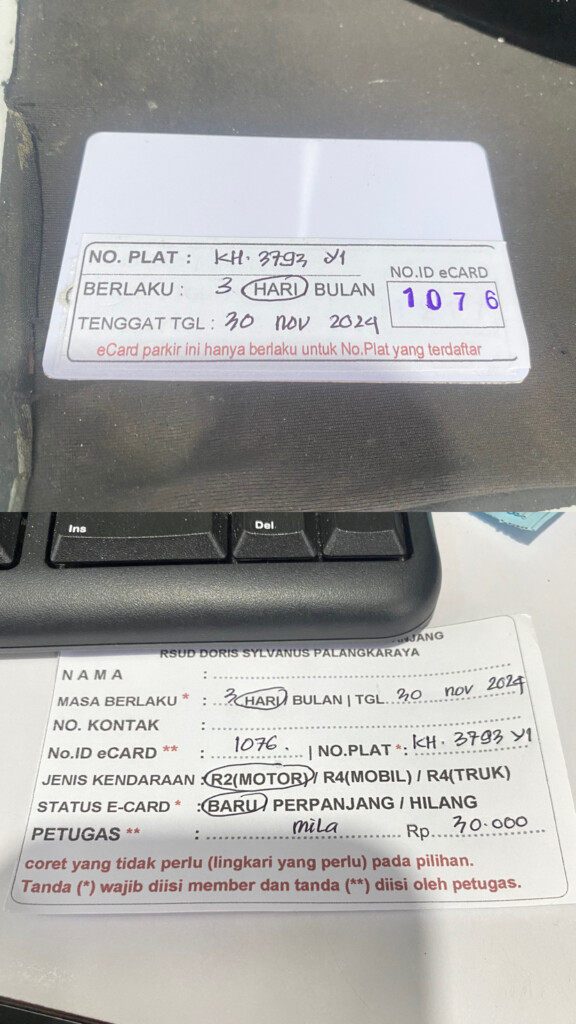 NO. PLAT : KH. 3793 YI
BERLAKU : 3 HARI BULAN
NO.ID eCARD
1076
TENGGAT TGL : 30 Nov 2024
eCard parkir ini hanya berlaku untuk No.Plat yang terdaftar
Ins
Del
RSUD DORIS SYLVANUS PALANGKARAYA
NAMA :
MASA BERLAKU * : 3 HARI BULAN | TGL. 30 nov 2024
NO. KONTAK :
No.ID eCARD ** : 1076. | NO.PLAT *: KH. 3793 YI
JENIS KENDARAAN : R2(MOTOR) / R4(MOBIL) / R4(TRUK)
STATUS E-CARD * : BARU / PERPANJANG / HILANG
PETUGAS ** : mila Rp. 30.000
coret yang tidak perlu (lingkari yang perlu) pada pilihan.
Tanda (*) wajib diisi member dan tanda (**) diisi oleh petugas.